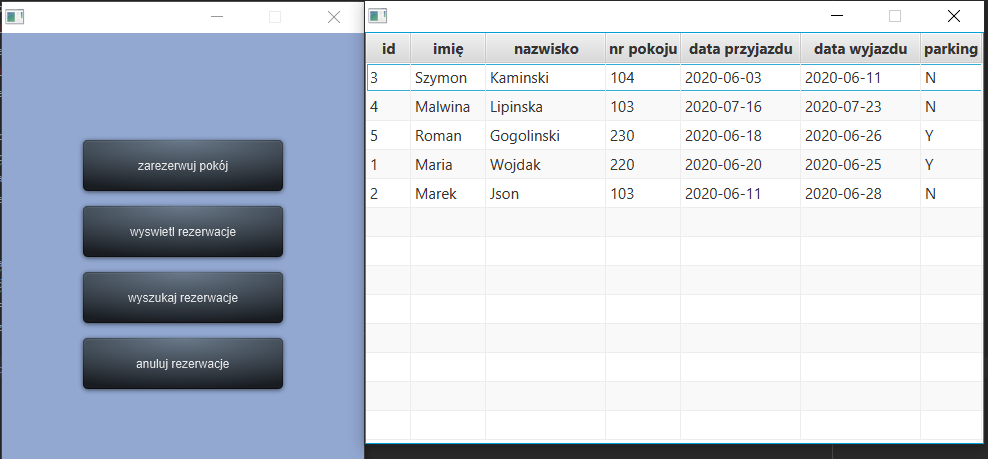 zarezerwuj pokój
wyswietl rezerwacje
wyszukaj rezerwacje
anuluj rezerwacje
id imię nazwisko nr pokoju data przyjazdu data wyjazdu parking
3 Szymon Kaminski 104 2020-06-03 2020-06-11 N
4 Malwina Lipinska 103 2020-07-16 2020-07-23 N
5 Roman Gogolinski 230 2020-06-18 2020-06-26 Y
1 Maria Wojdak 220 2020-06-20 2020-06-25 Y
2 Marek Json 103 2020-06-11 2020-06-28 N